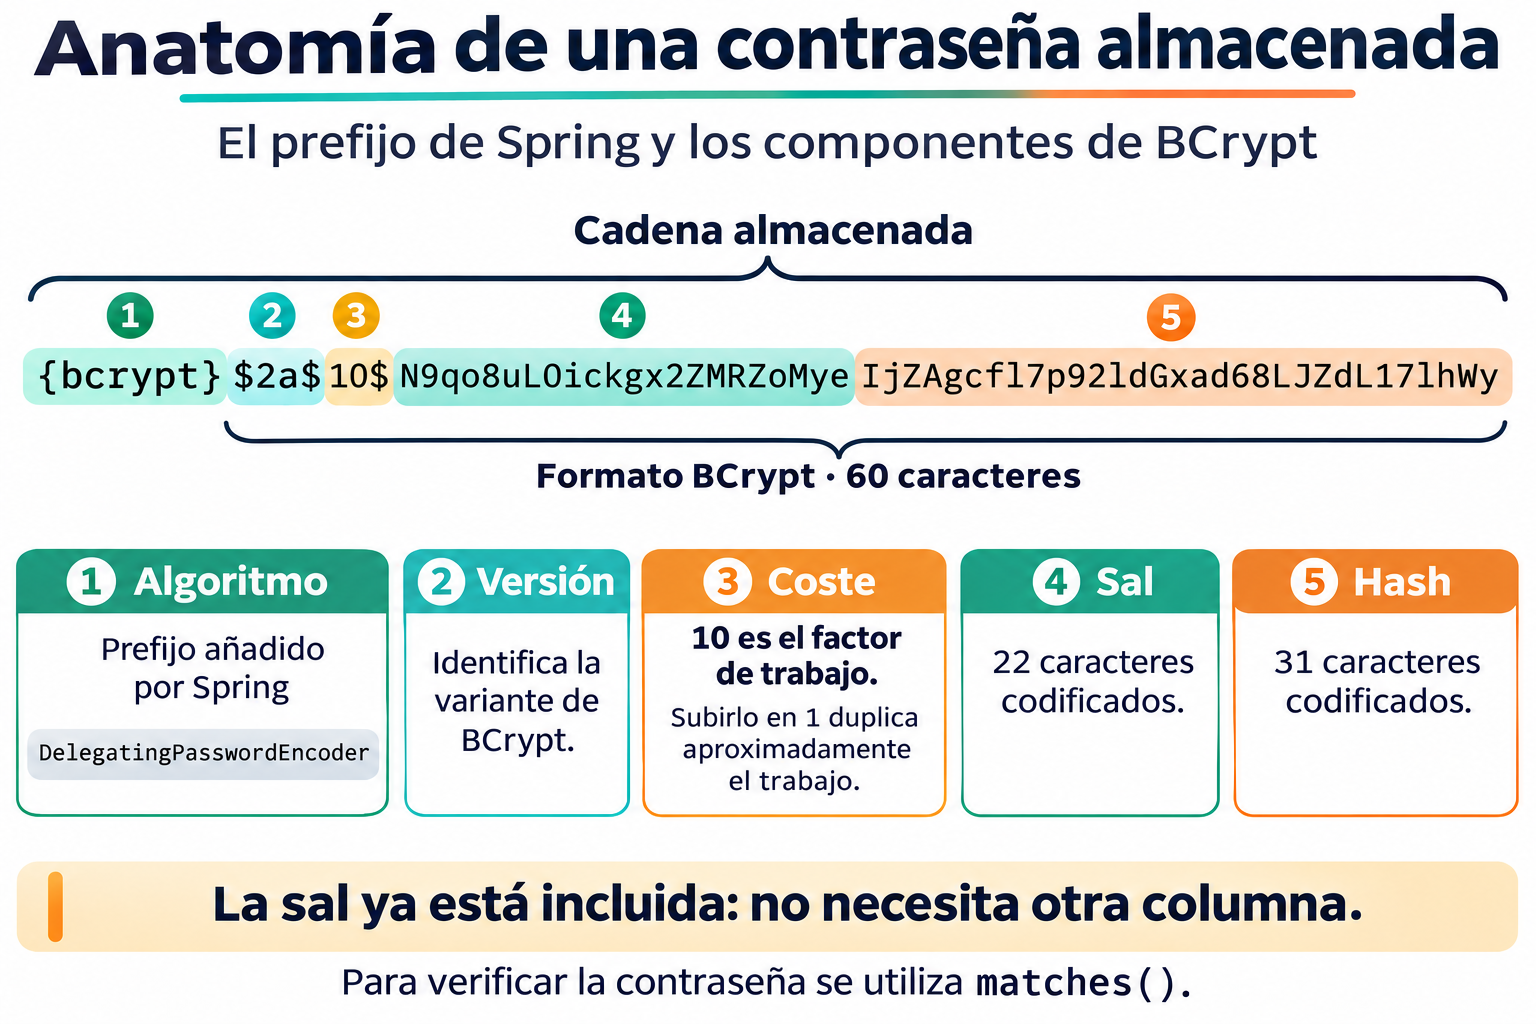 Anatomía de una contraseña almacenada
El prefijo de Spring y los componentes de BCrypt
Cadena almacenada
1 2 3 4 5
{bcrypt} $2a$ 10$ N9qo8uLOickgx2ZMRZoMye IjZAgcfl7p92ldGxad68LJZdL17lhWy
Formato BCrypt · 60 caracteres
1 Algoritmo
Prefijo añadido
por Spring
DelegatingPasswordEncoder
2 Versión
Identifica la
variante de
BCrypt.
3 Coste
10 es el factor
de trabajo.
Subirlo en 1 duplica
aproximadamente
el trabajo.
4 Sal
22 caracteres
codificados.
5 Hash
31 caracteres
codificados.
La sal ya está incluida: no necesita otra columna.
Para verificar la contraseña se utiliza matches().